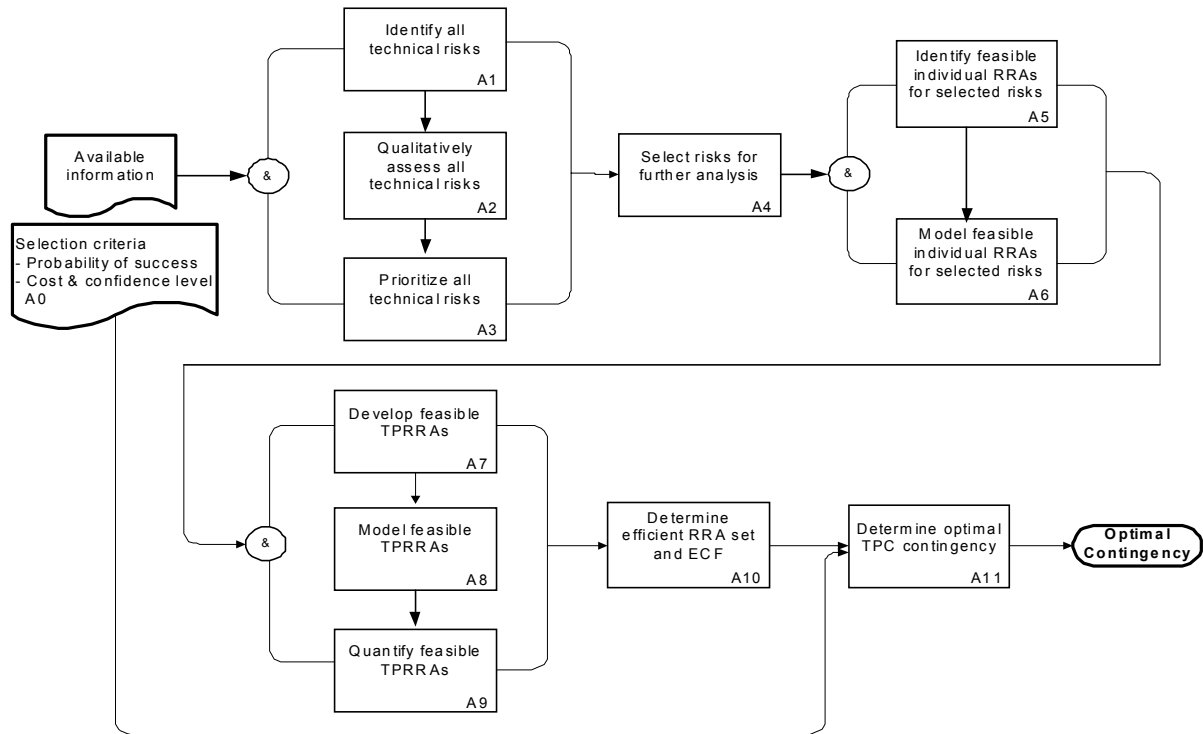 Identify all
technical risks
A1
Identify feasible
individual RRAs
for selected risks
A5
Available
information
&
Qualitatively
assess all
technical risks
A2
Select risks for
further analysis
A4
&
Selection criteria
- Probability of success
- Cost & confidence level
A0
Prioritize all
technical risks
A3
Model feasible
individual RRAs
for selected risks
A6
Develop feasible
TPRRAs
A7
&
Model feasible
TPRRAs
A8
Determine
efficient RRA set
and ECF
A10
Determine optimal
TPC contingency
A11
Optimal
Contingency
Quantify feasible
TPRRAs
A9